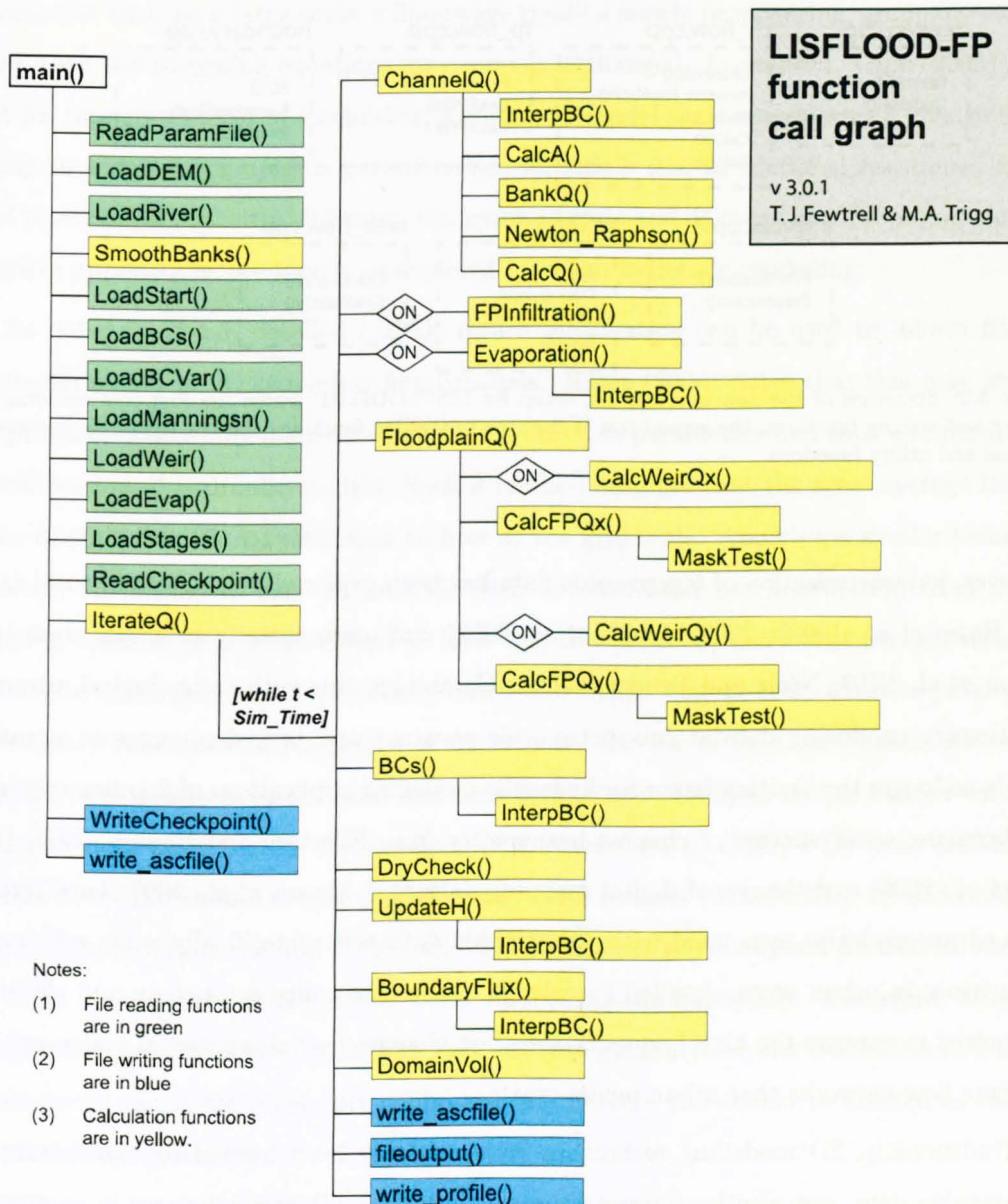 LISFLOOD-FP
function
call graph
v 3.0.1
T.J.Fewtrell & M.A. Trigg
main()
ReadParamFile()
LoadDEM()
LoadRiver()
SmoothBanks()
LoadStart()
LoadBCs()
LoadBCVar()
LoadManningsn()
LoadWeir()
LoadEvap()
LoadStages()
ReadCheckpoint()
IterateQ()
[while t <
Sim_Time]
WriteCheckpoint()
write_ascfile()
ChannelQ()
InterpBC()
CalcA()
BankQ()
Newton_Raphson()
CalcQ()
ON
FPInfiltration()
ON
Evaporation()
InterpBC()
FloodplainQ()
ON
CalcWeirQx()
CalcFPQx()
MaskTest()
ON
CalcWeirQy()
CalcFPQy()
MaskTest()
BCs()
InterpBC()
DryCheck()
UpdateH()
InterpBC()
BoundaryFlux()
InterpBC()
DomainVol()
write_ascfile()
fileoutput()
write_profile()
Notes:
(1) File reading functions
are in green
(2) File writing functions
are in blue
(3) Calculation functions
are in yellow.